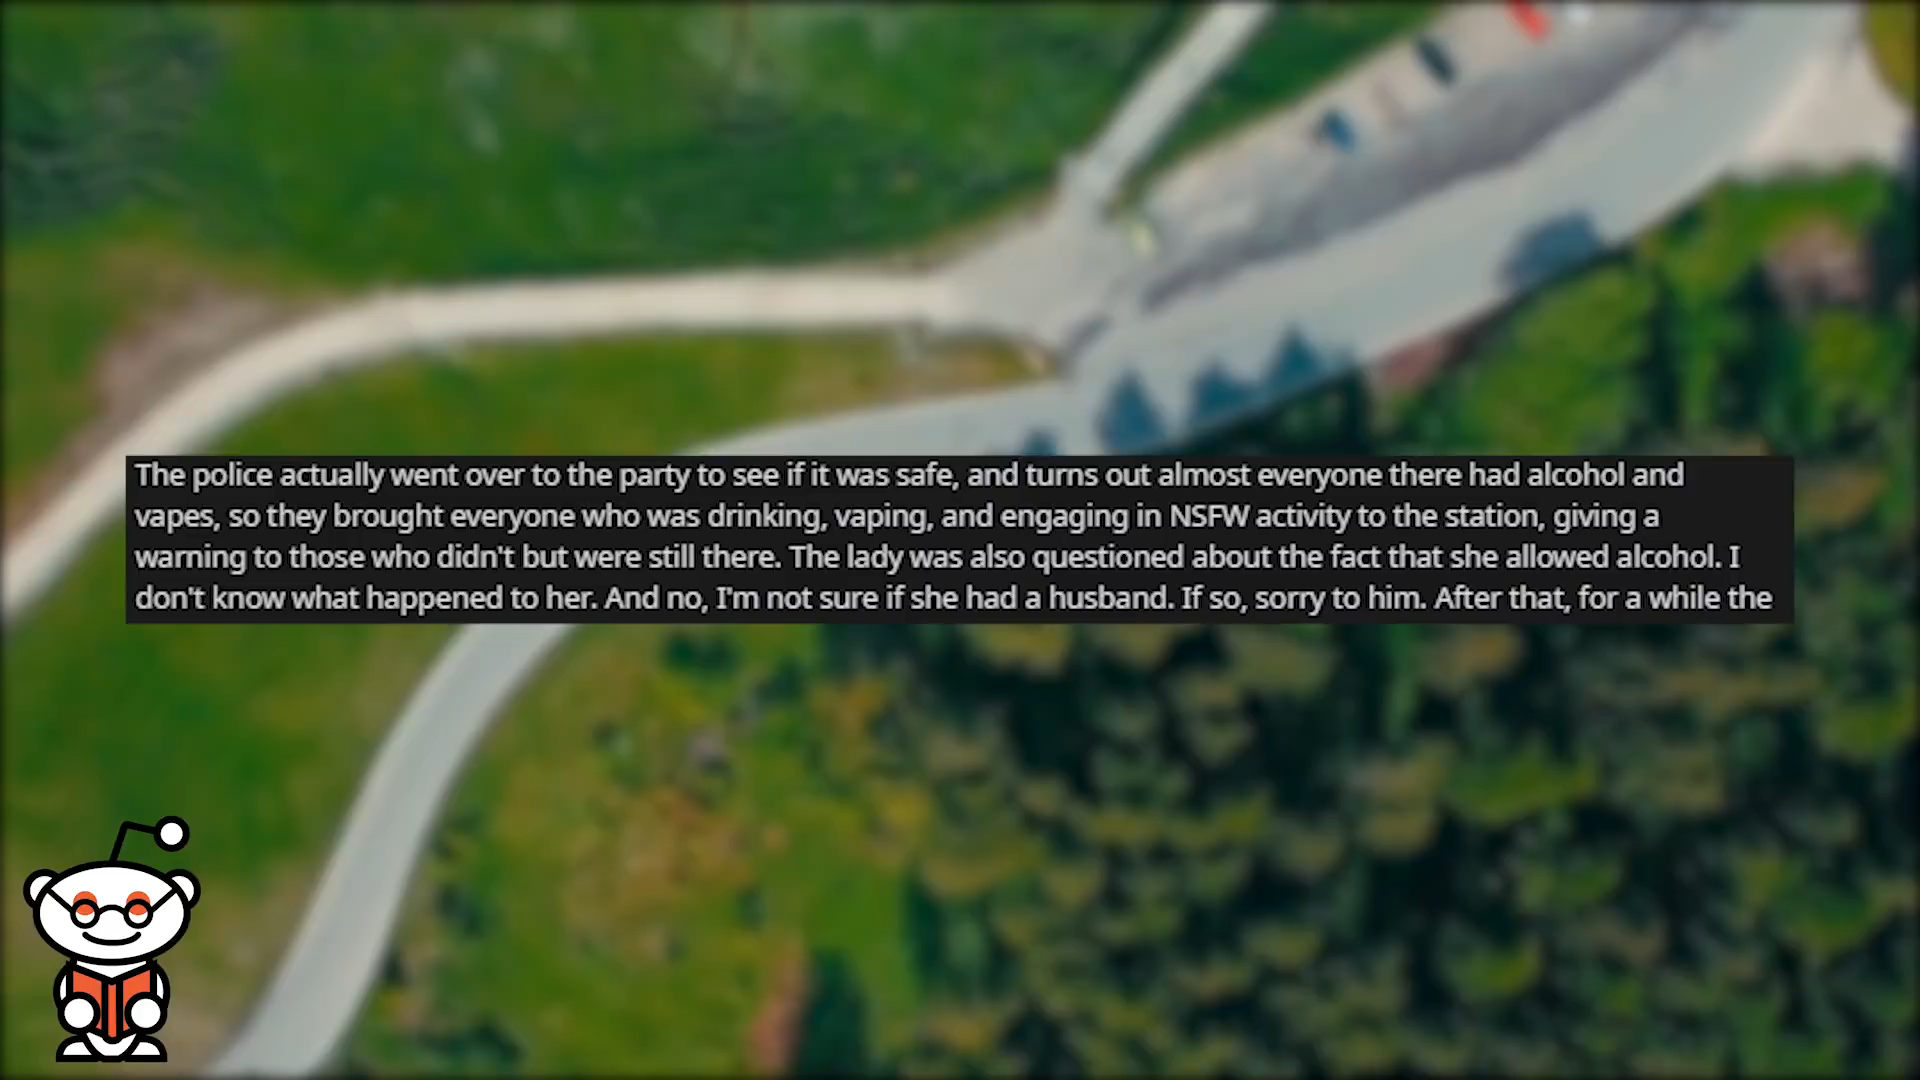 The police actually went over to the party to see if it was safe, and turns out almost everyone there had alcohol and
vapes, so they brought everyone who was drinking, vaping, and engaging in NSFW activity to the station, giving a
warning to those who didn't but were still there. The lady was also questioned about the fact that she allowed alcohol. I
don't know what happened to her. And no, I'm not sure if she had a husband. If so, sorry to him. After that, for a while the